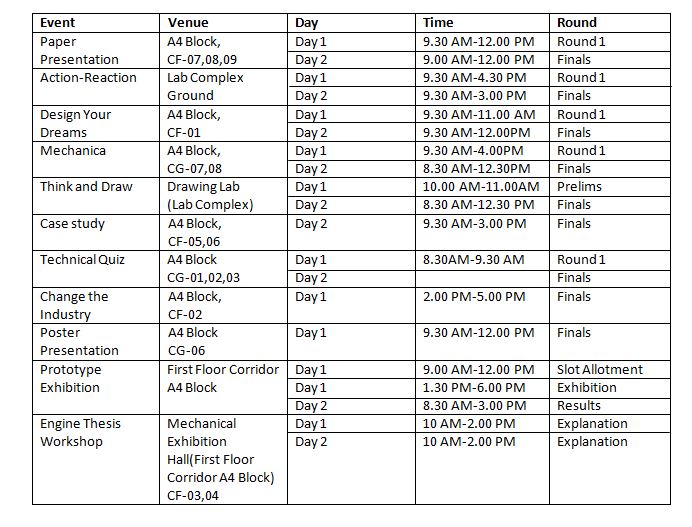 Event Venue Day Time Round
Paper A4 Block, Day 1 9.30 AM-12.00 PM Round 1
Presentation CF-07,08,09 Day 2 9.00 AM-12.00 PM Finals
Action-Reaction Lab Complex Day 1 9.30 AM-4.30 PM Round 1
Ground Day 2 9.30 AM-3.00 PM Finals
Design Your A4 Block, Day 1 9.30 AM-11.00 AM Round 1
Dreams CF-01 Day 2 9.30 AM-12.00PM Finals
Mechanica A4 Block, Day 1 9.30 AM-4.00PM Round 1
CG-07,08 Day 2 8.30 AM-12.30PM Finals
Think and Draw Drawing Lab Day 1 10.00 AM-11.00AM Prelims
(Lab Complex) Day 2 8.30 AM-12.30 PM Finals
Case study A4 Block, Day 2 9.30 AM-3.00 PM Finals
CF-05,06
Technical Quiz A4 Block Day 1 8.30AM-9.30 AM Round 1
CG-01,02,03 Day 2 Finals
Change the A4 Block, Day 1 2.00 PM-5.00 PM Finals
Industry CF-02
Poster A4 Block Day 1 9.30 AM-12.00 PM Finals
Presentation CG-06
Prototype First Floor Corridor Day 1 9.00 AM-12.00 PM Slot Allotment
Exhibition A4 Block Day 1 1.30 PM-6.00 PM Exhibition
Day 2 8.30 AM-3.00 PM Results
Engine Thesis Mechanical Day 1 10 AM-2.00 PM Explanation
Workshop Exhibition Day 2 10 AM-2.00 PM Explanation
Hall(First Floor
Corridor A4 Block)
CF-03,04